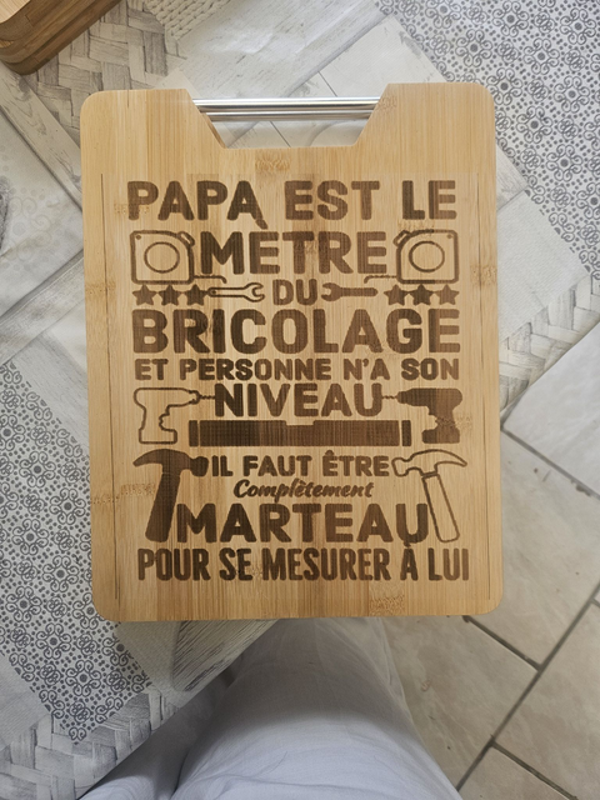 PAPA EST LE
METRE
DU
BRICOLAGE
ET PERSONNE N'A SON
NIVEAU
IL FAUT ÊTRE
Complètement
MARTEAU
POUR SE MESURER À LUI